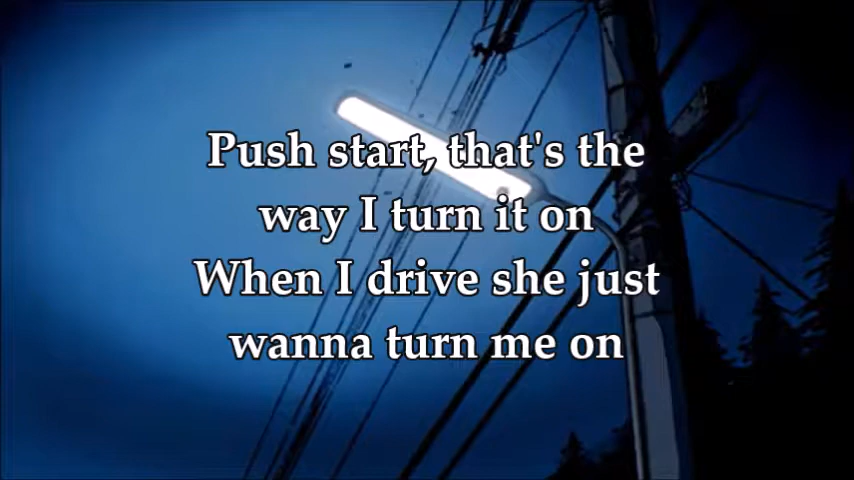 Push start, that's the
way I turn it on
When I drive she just
wanna turn me on